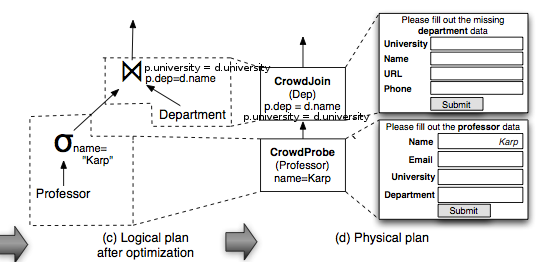 p.university = d.university
p.dep=d.name
⋈
Department
σ name=
"Karp"
Professor
(c) Logical plan
after optimization
CrowdJoin
(Dep)
p.dep = d.name
p.university = d.university
CrowdProbe
(Professor)
name=Karp
(d) Physical plan
Please fill out the missing
department data
University
Name
URL
Phone
Submit
Please fill out the professor data
Name Karp
Email
University
Department
Submit